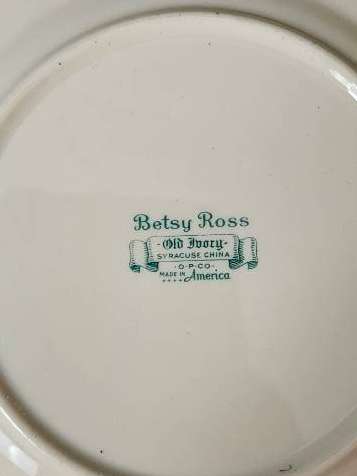 Betsy Ross
-Old Ivory-
SYRACUSE CHINA
-O-P-CO-
MADE IN America